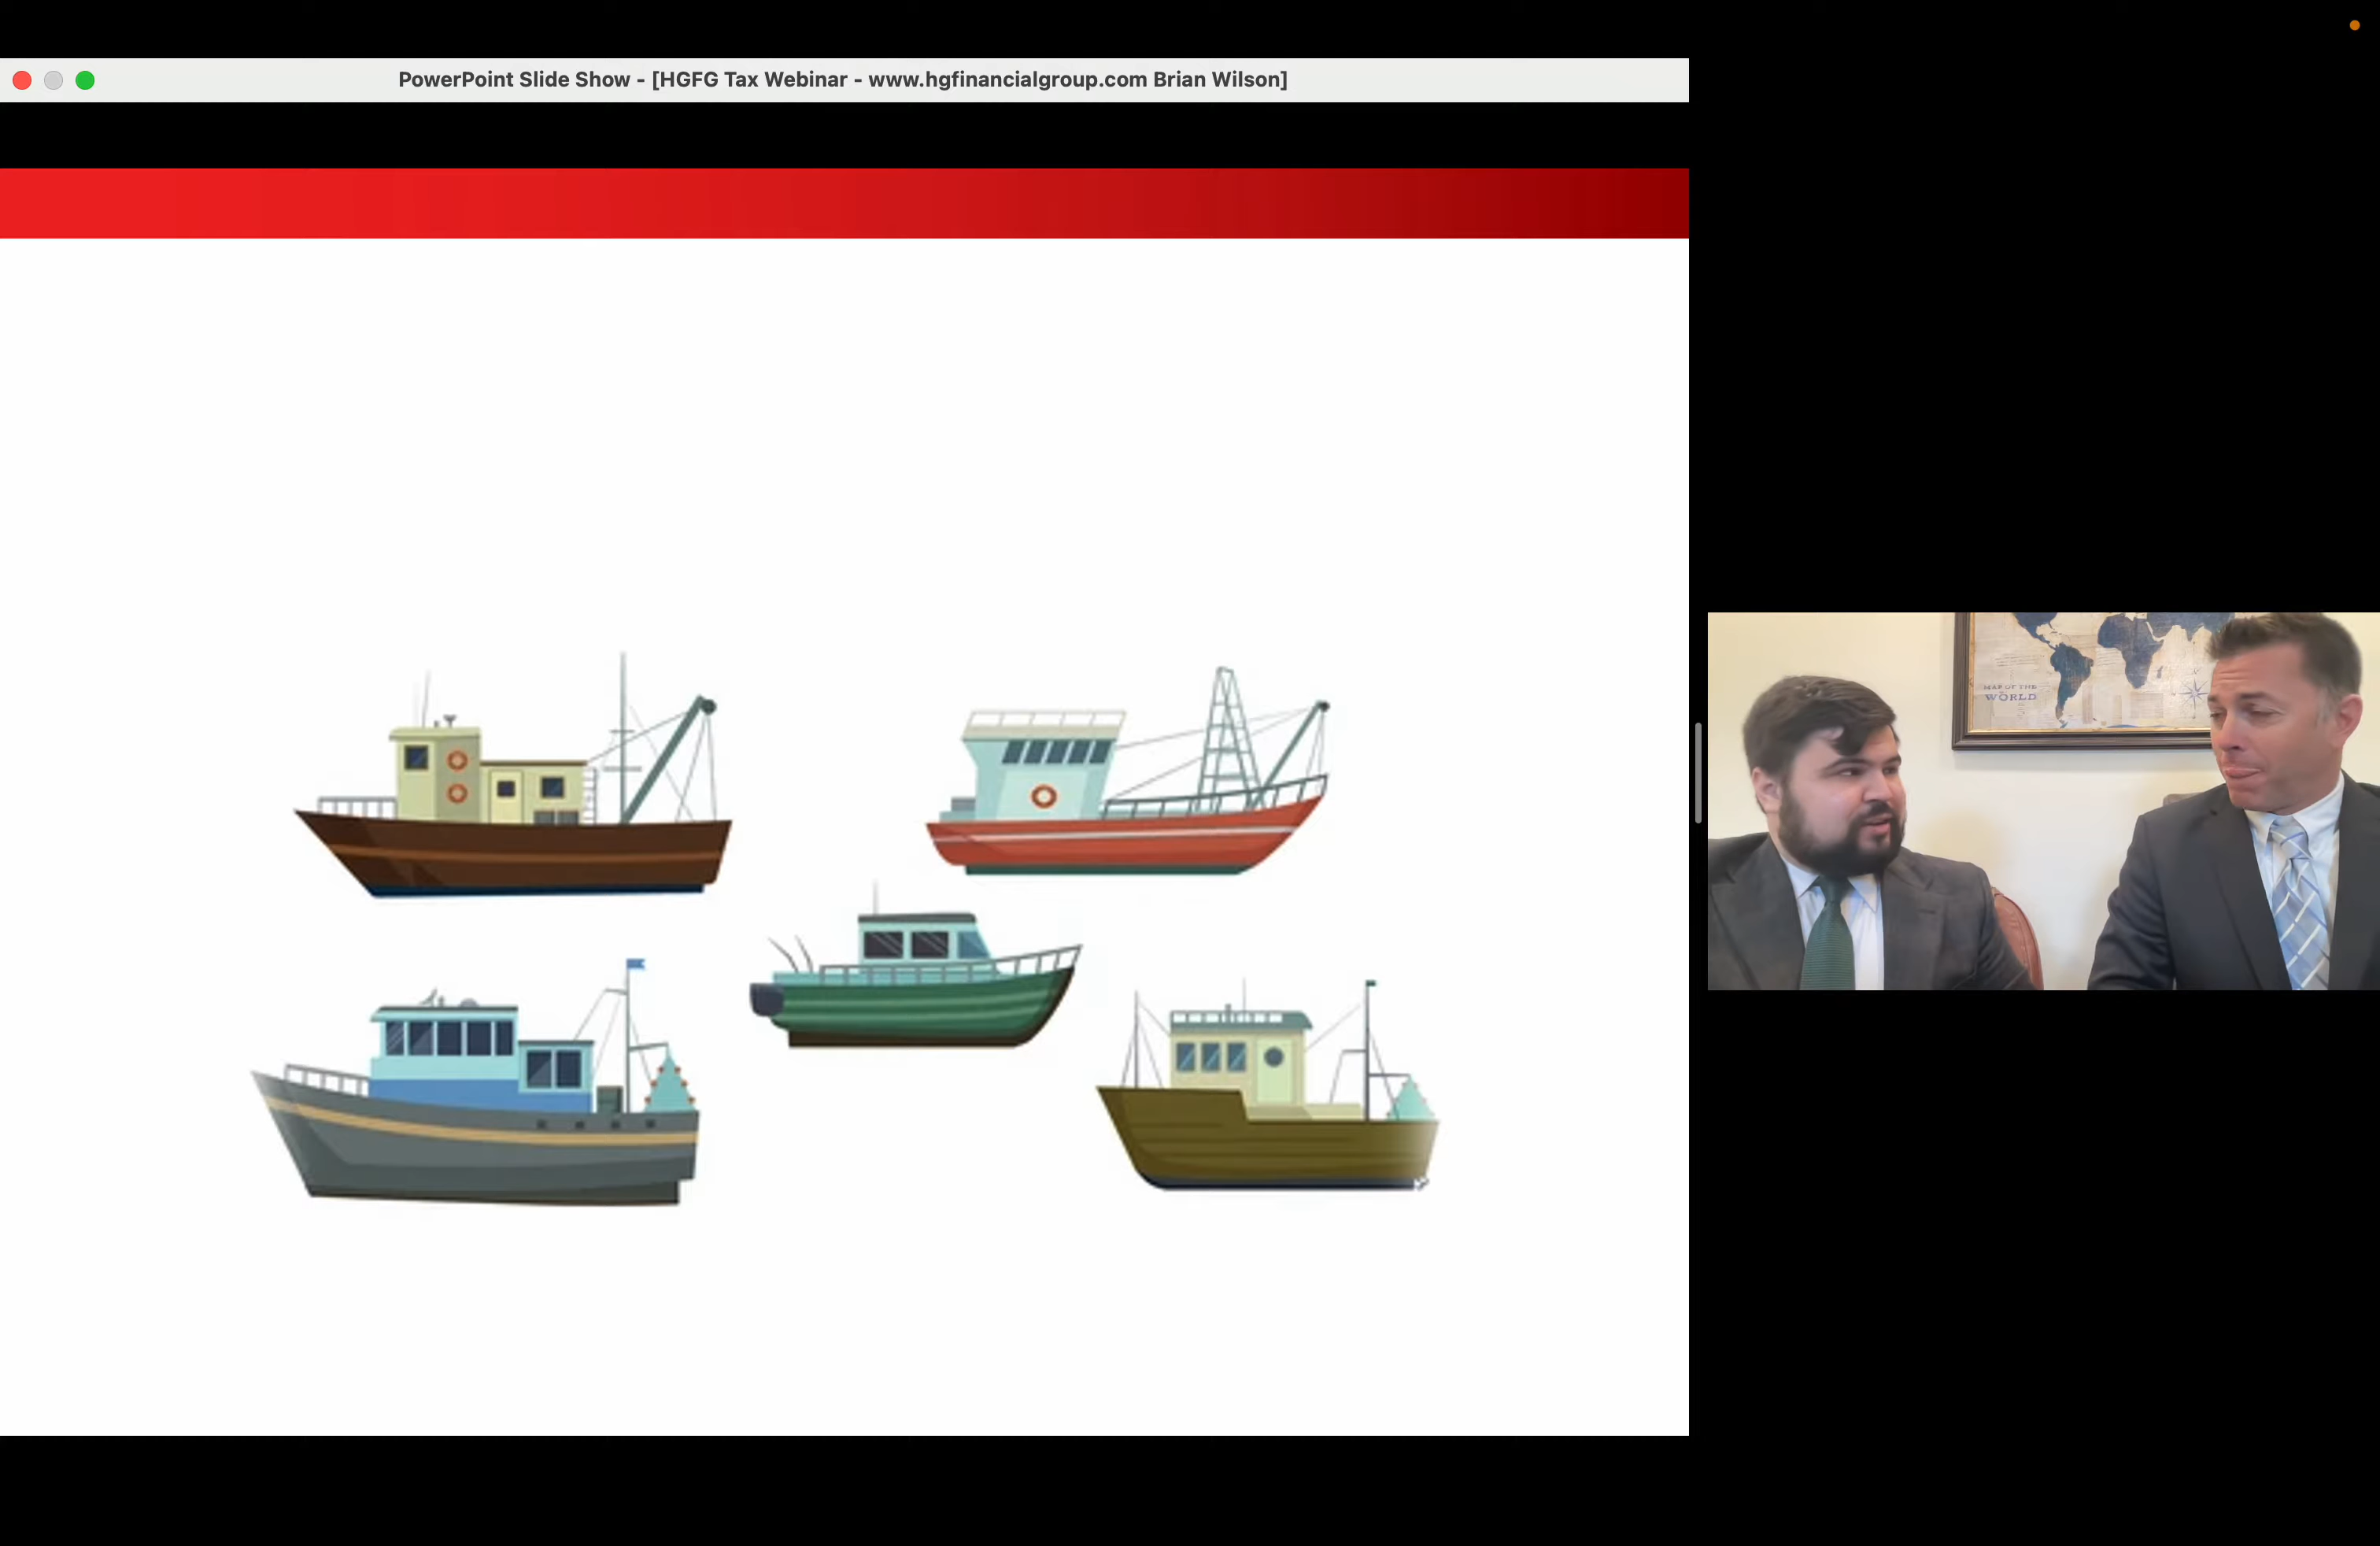 PowerPoint Slide Show - [HGFG Tax Webinar - www.hgfinancialgroup.com Brian Wilson]
MAP OF THE
WORLD